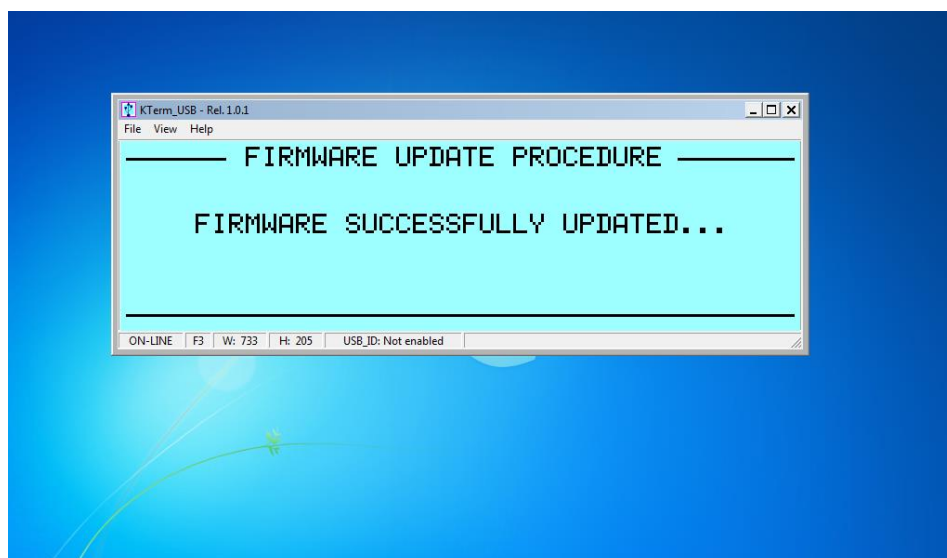 KTerm_USB - Rel. 1.0.1
File View Help
FIRMWARE UPDATE PROCEDURE
FIRMWARE SUCCESSFULLY UPDATED...
ON-LINE F3 W: 733 H: 205 USB_ID: Not enabled